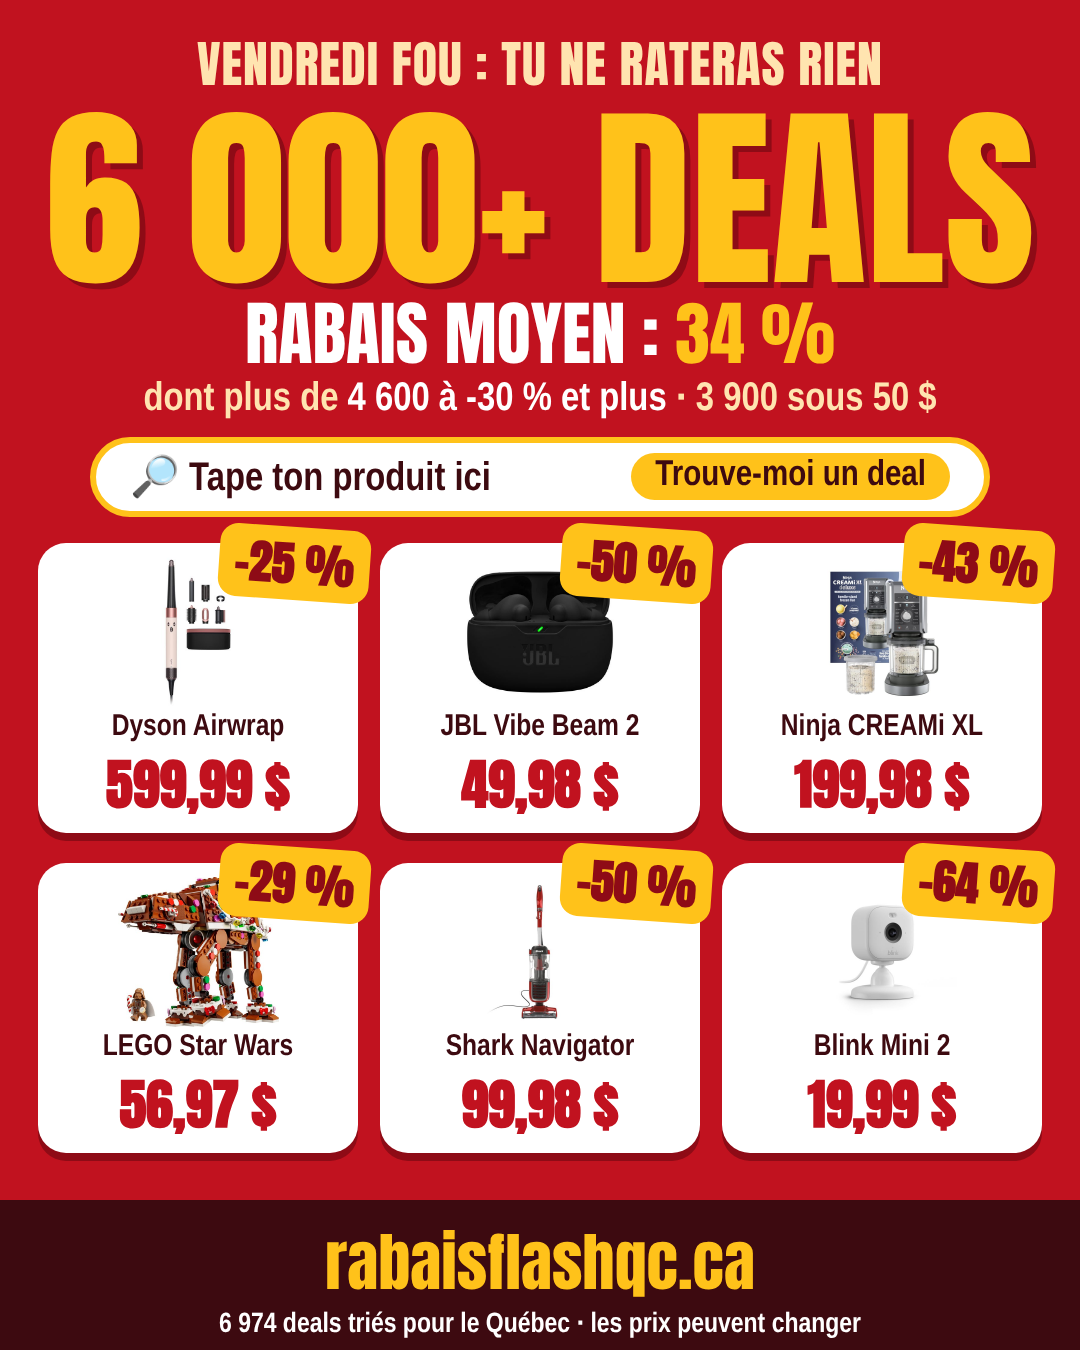 VENDREDI FOU : TU NE RATERAS RIEN
6 000+ DEALS
RABAIS MOYEN : 34 %
dont plus de 4 600 à -30 % et plus · 3 900 sous 50 $
Tape ton produit ici
Trouve-moi un deal
-25 %
Dyson Airwrap
599,99 $
-50 %
JBL
JBL Vibe Beam 2
49,98 $
-43 %
Ninja
CREAMi XL
Ninja CREAMi XL
199,98 $
-29 %
LEGO Star Wars
56,97 $
-50 %
Shark Navigator
99,98 $
-64 %
Blink Mini 2
19,99 $
rabaisflashqc.ca
6 974 deals triés pour le Québec · les prix peuvent changer